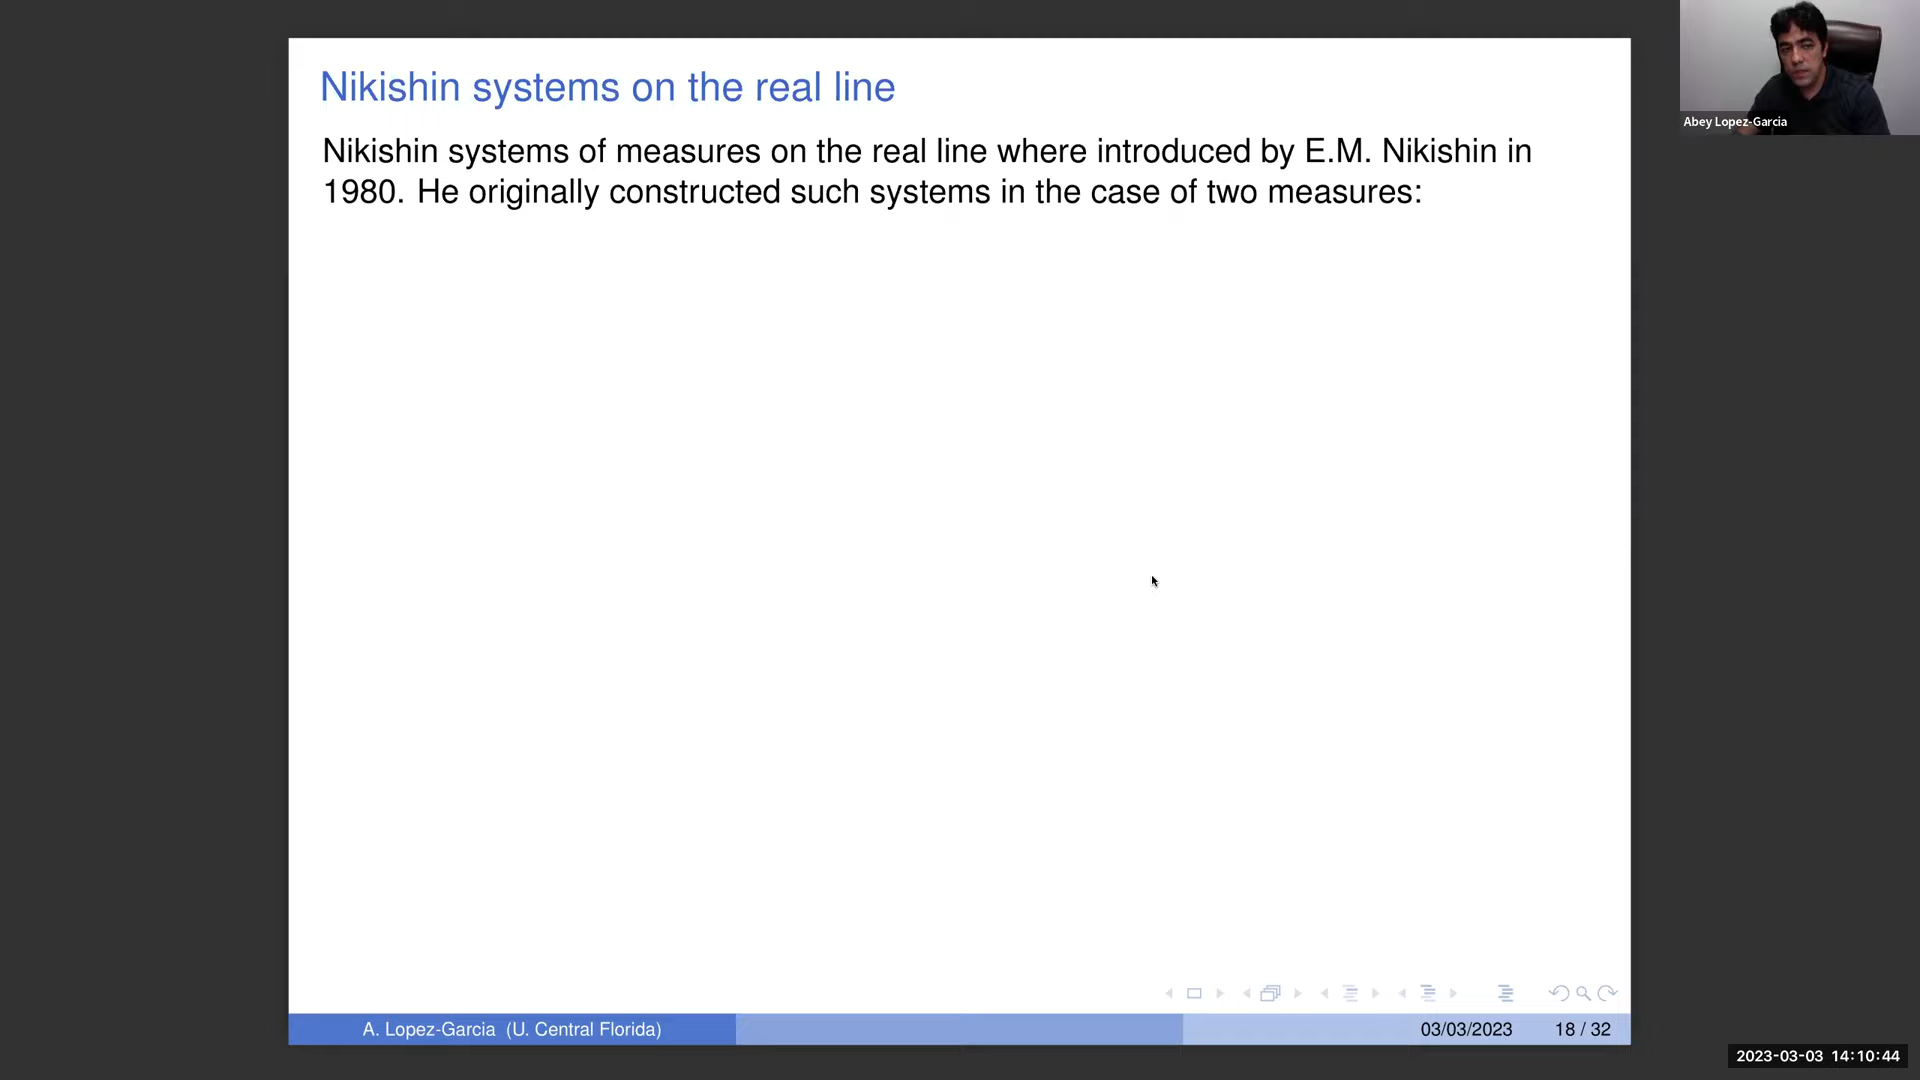 Nikishin systems on the real line
Abey Lopez-Garcia
Nikishin systems of measures on the real line where introduced by E.M. Nikishin in
1980. He originally constructed such systems in the case of two measures:
A. Lopez-Garcia (U. Central Florida)
03/03/2023
18 / 32
2023-03-03 14:10:44